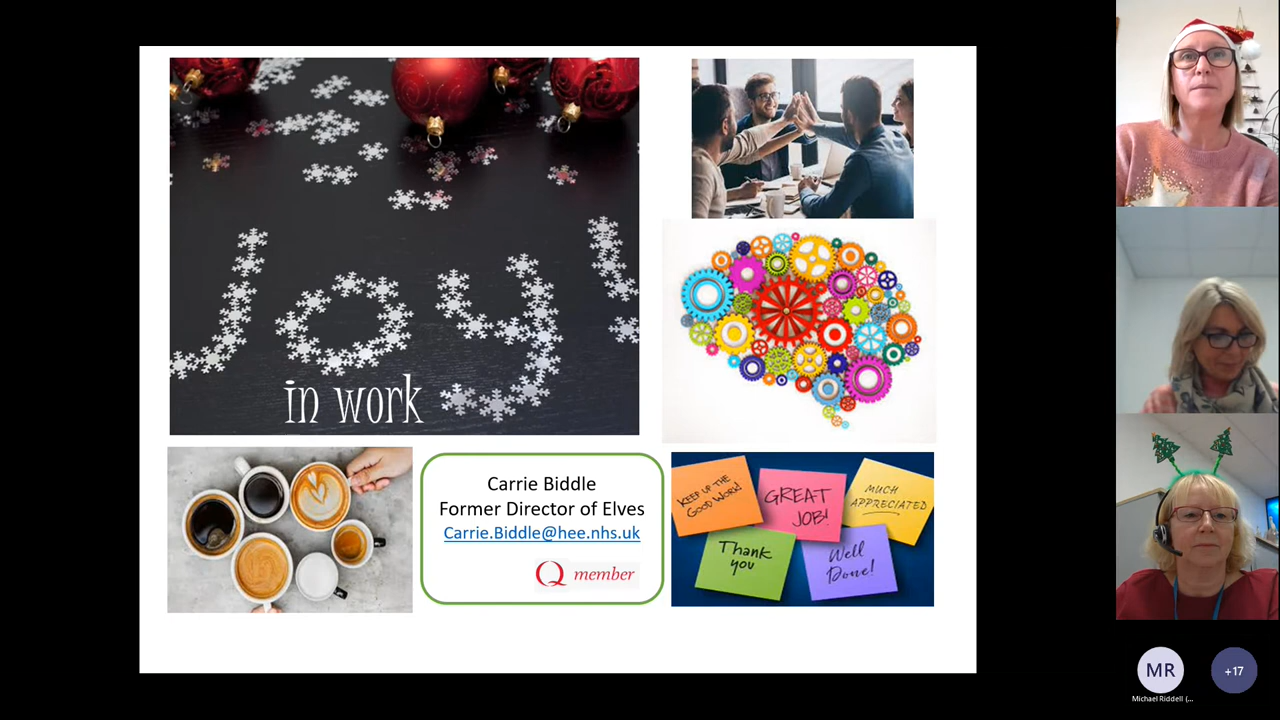 Joy!
in work
Carrie Biddle
Former Director of Elves
Carrie.Biddle@hee.nhs.uk
Q member
KEEP UP THE
GOOD WORK!
GREAT
JOB!
MUCH
APPRECIATED
Thank
you
Well
Done!
MR
+17
Michael Riddell (...